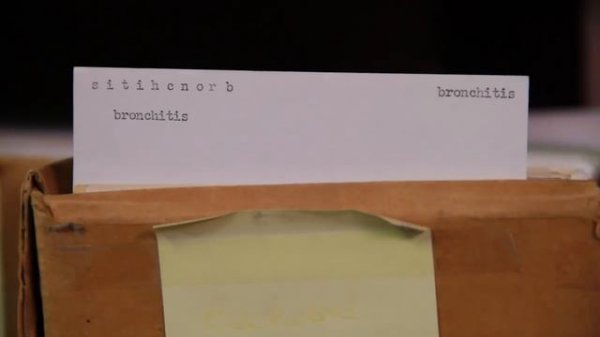 s i t i h c n o r b
bronchitis
bronchitis